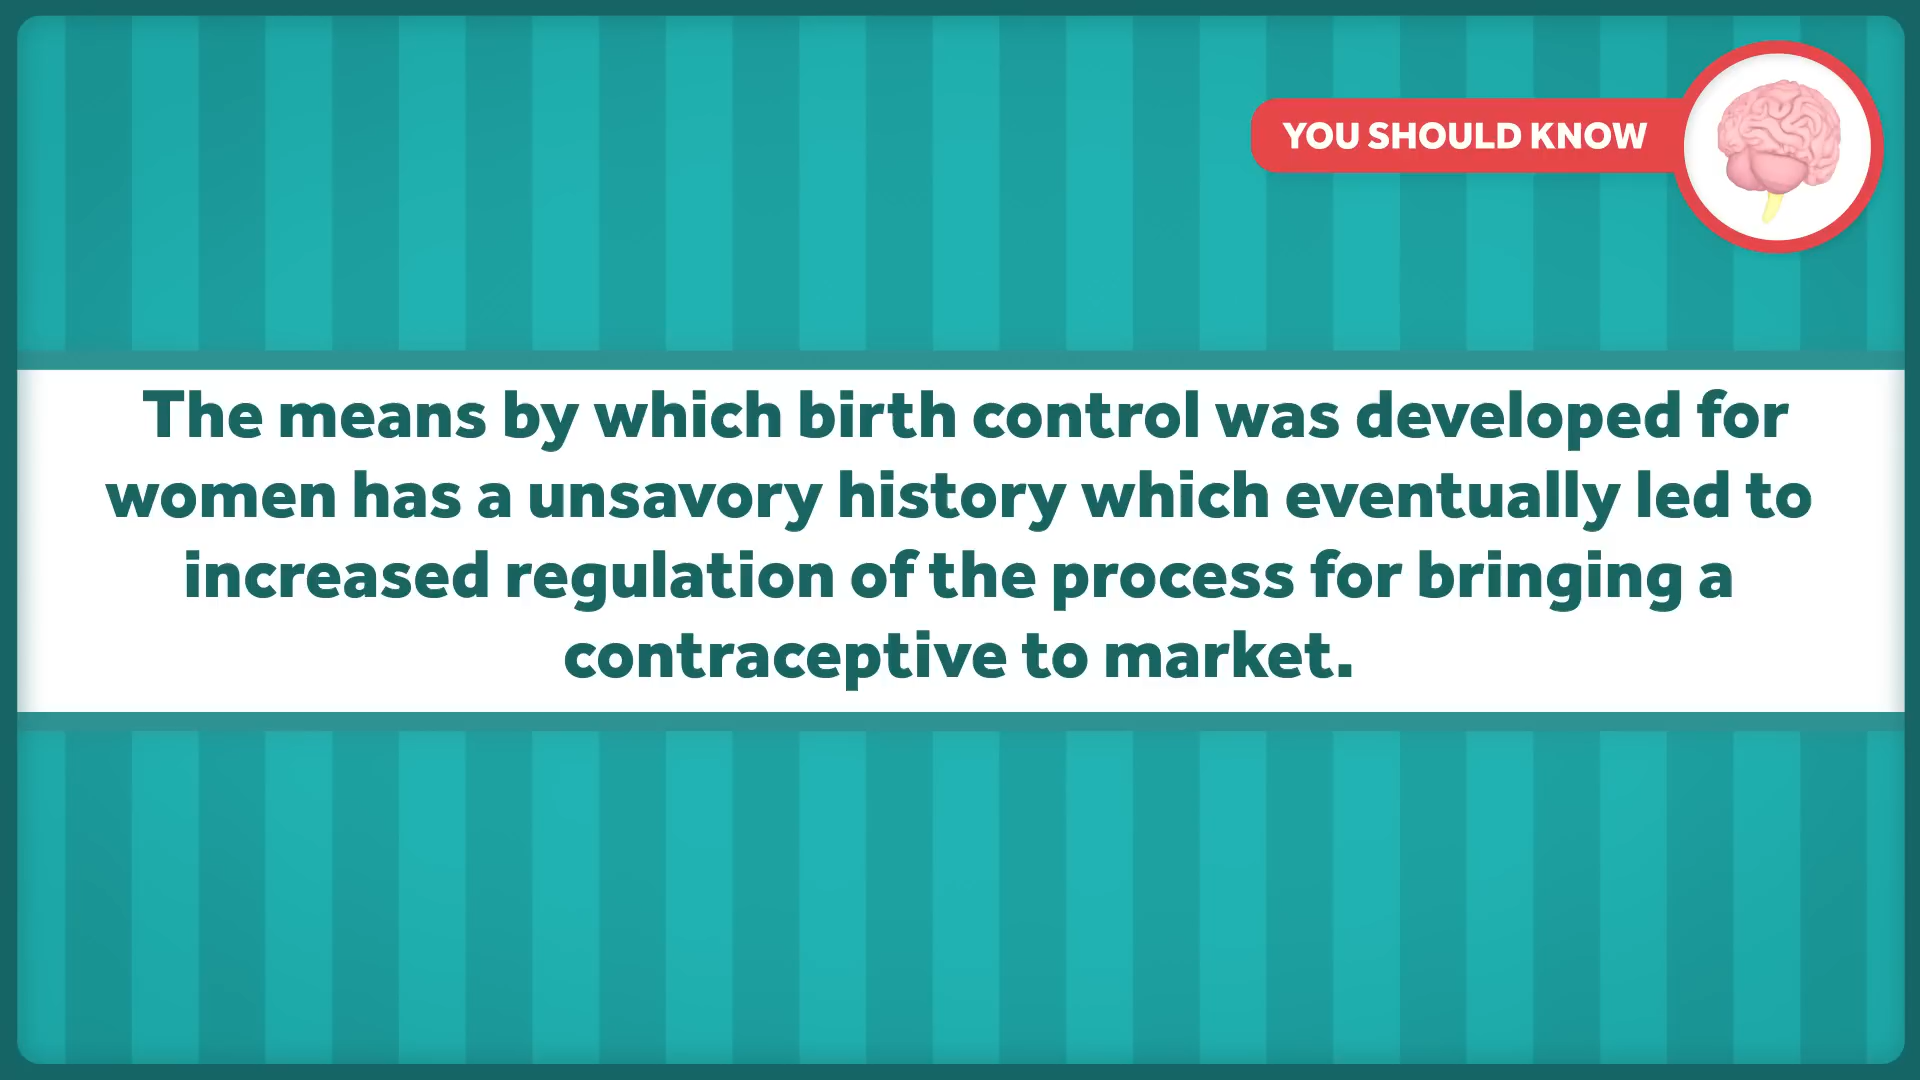 YOU SHOULD KNOW
The means by which birth control was developed for
women has a unsavory history which eventually led to
increased regulation of the process for bringing a
contraceptive to market.